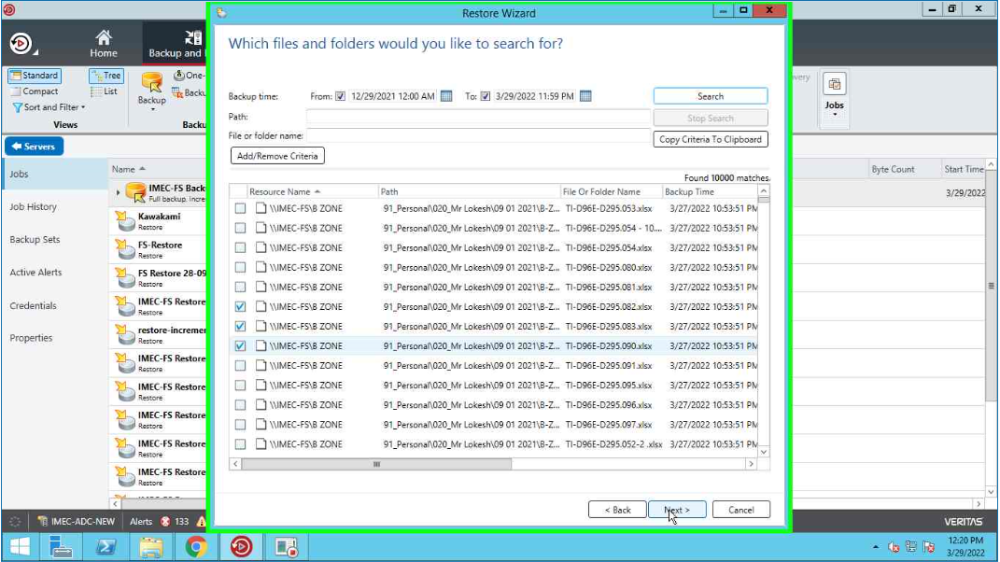 Restore Wizard
Home
Backup and
Standard
Compact
Sort and Filter
Views
Tree
List
Backup
One-
Backu
Backu
very
Jobs
Servers
Jobs
Job History
Backup Sets
Active Alerts
Credentials
Properties
Name
IMEC-FS Back
Full backup, Incre
Kawakami
Restore
FS-Restore
Restore
FS Restore 28-09
Restore
IMEC-FS Restore
Restore
restore-incremen
Restore
IMEC-FS Restore
Restore
IMEC-FS Restore
Restore
IMEC-FS Restore
Restore
IMEC-FS Restore
Restore
IMEC-FS Restore
Restore
Byte Count
Start Time
3/29/2022
Which files and folders would you like to search for?
Backup time: From: 12/29/2021 12:00 AM To: 3/29/2022 11:59 PM
Search
Path:
Stop Search
File or folder name:
Copy Criteria To Clipboard
Add/Remove Criteria
Found 10000 matches.
Resource Name Path File Or Folder Name Backup Time
\\IMEC-FS\B ZONE 91_Personal\020_Mr Lokesh\09 01 2021\B-Z... TI-D96E-D295.053.xlsx 3/27/2022 10:53:51 PM
\\IMEC-FS\B ZONE 91_Personal\020_Mr Lokesh\09 01 2021\B-Z... TI-D96E-D295.054 - 10.... 3/27/2022 10:53:51 PM
\\IMEC-FS\B ZONE 91_Personal\020_Mr Lokesh\09 01 2021\B-Z... TI-D96E-D295.054.xlsx 3/27/2022 10:53:51 PM
\\IMEC-FS\B ZONE 91_Personal\020_Mr Lokesh\09 01 2021\B-Z... TI-D96E-D295.080.xlsx 3/27/2022 10:53:51 PM
\\IMEC-FS\B ZONE 91_Personal\020_Mr Lokesh\09 01 2021\B-Z... TI-D96E-D295.081.xlsx 3/27/2022 10:53:51 PM
\\IMEC-FS\B ZONE 91_Personal\020_Mr Lokesh\09 01 2021\B-Z... TI-D96E-D295.082.xlsx 3/27/2022 10:53:51 PM
\\IMEC-FS\B ZONE 91_Personal\020_Mr Lokesh\09 01 2021\B-Z... TI-D96E-D295.083.xlsx 3/27/2022 10:53:51 PM
\\IMEC-FS\B ZONE 91_Personal\020_Mr Lokesh\09 01 2021\B-Z... TI-D96E-D295.090.xlsx 3/27/2022 10:53:51 PM
\\IMEC-FS\B ZONE 91_Personal\020_Mr Lokesh\09 01 2021\B-Z... TI-D96E-D295.091.xlsx 3/27/2022 10:53:51 PM
\\IMEC-FS\B ZONE 91_Personal\020_Mr Lokesh\09 01 2021\B-Z... TI-D96E-D295.095.xlsx 3/27/2022 10:53:51 PM
\\IMEC-FS\B ZONE 91_Personal\020_Mr Lokesh\09 01 2021\B-Z... TI-D96E-D295.096.xlsx 3/27/2022 10:53:51 PM
\\IMEC-FS\B ZONE 91_Personal\020_Mr Lokesh\09 01 2021\B-Z... TI-D96E-D295.097.xlsx 3/27/2022 10:53:51 PM
\\IMEC-FS\B ZONE 91_Personal\020_Mr Lokesh\09 01 2021\B-Z... TI-D96E-D295.052-2 .xlsx 3/27/2022 10:53:51 PM
< Back
Next >
Cancel
IMEC-ADC-NEW Alerts 133
VERITAS
12:20 PM
3/29/2022